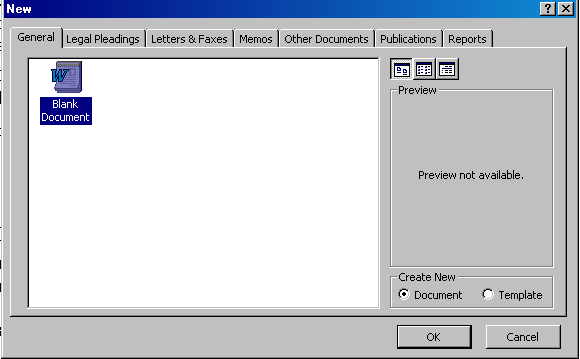 New
General Legal Pleadings Letters & Faxes Memos Other Documents Publications Reports
W
Blank
Document
Preview
Preview not available.
Create New
Document Template
OK Cancel